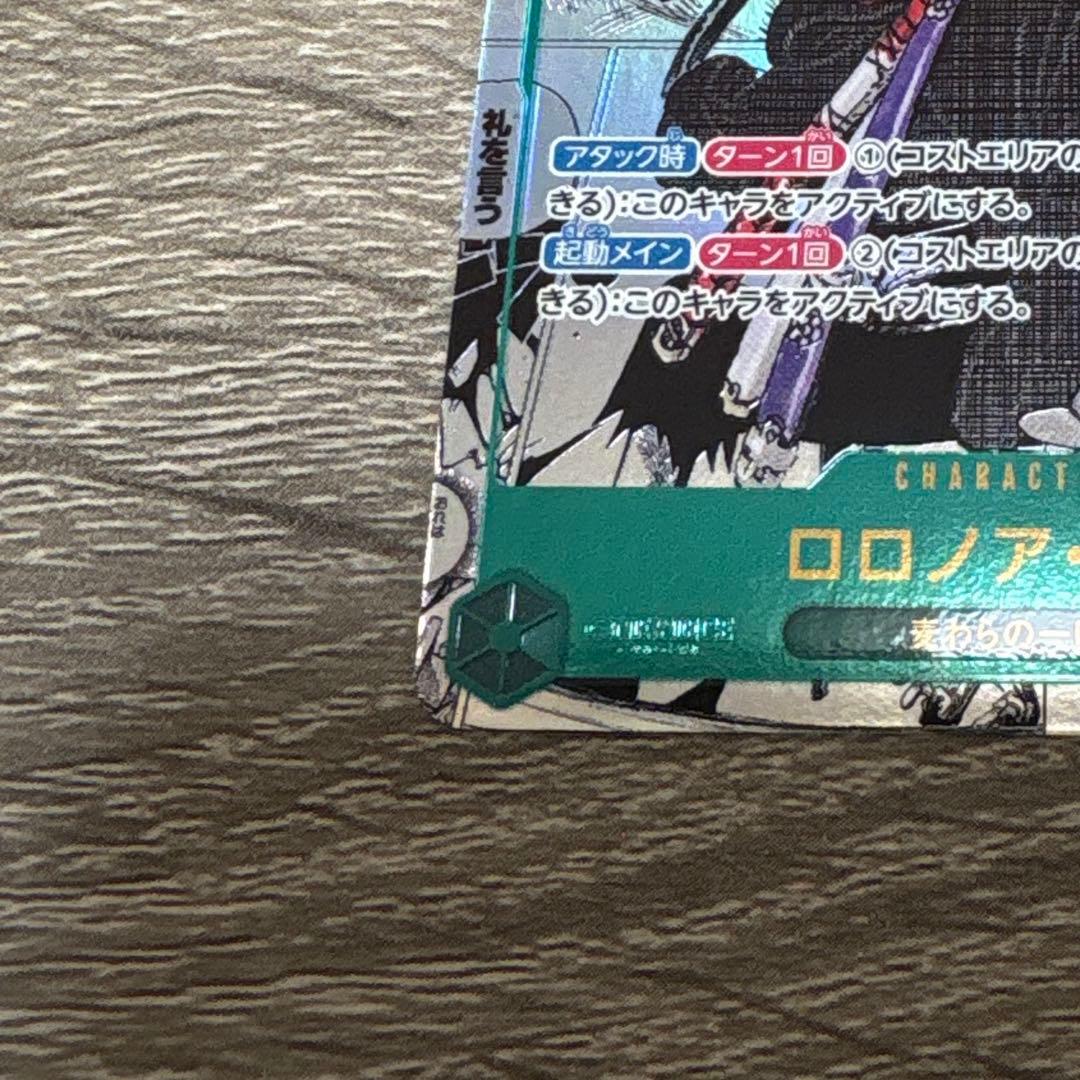 礼を言う
アタック時 ターン1回 ①(コストエリアの
きる):このキャラをアクティブにする。
起動メイン ターン1回 ②(コストエリアの
きる):このキャラをアクティブにする。
おれは
CHARACT
ロロノア・
麦わらの一